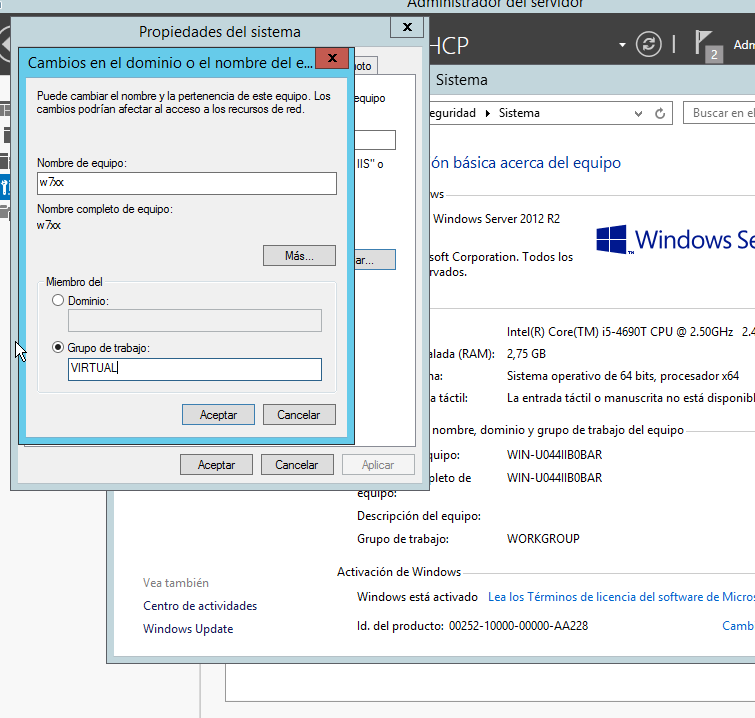 Administrador del servidor
Propiedades del sistema
x
HCP
2
Adm
Cambios en el dominio o el nombre del e...
x
oto
Sistema
Puede cambiar el nombre y la pertenencia de este equipo. Los
cambios podrían afectar al acceso a los recursos de red.
equipo
eguridad
Sistema
Buscar en el
Nombre de equipo:
w7xx
IIS" o
ón básica acerca del equipo
ws
Nombre completo de equipo:
w7xx
Windows Server 2012 R2
Windows Se
Más...
ar...
soft Corporation. Todos los
rvados.
Miembro del
Dominio:
Grupo de trabajo:
VIRTUAL
Intel(R) Core(TM) i5-4690T CPU @ 2.50GHz 2.4
alada (RAM): 2,75 GB
ma: Sistema operativo de 64 bits, procesador x64
a táctil: La entrada táctil o manuscrita no está disponibl
Aceptar
Cancelar
nombre, dominio y grupo de trabajo del equipo
Aceptar
Cancelar
Aplicar
quipo: WIN-U044IIB0BAR
pleto de WIN-U044IIB0BAR
equipo:
Descripción del equipo:
Grupo de trabajo: WORKGROUP
Activación de Windows
Vea también
Windows está activado Lea los Términos de licencia del software de Micros
Centro de actividades
Id. del producto: 00252-10000-00000-AA228
Camb
Windows Update